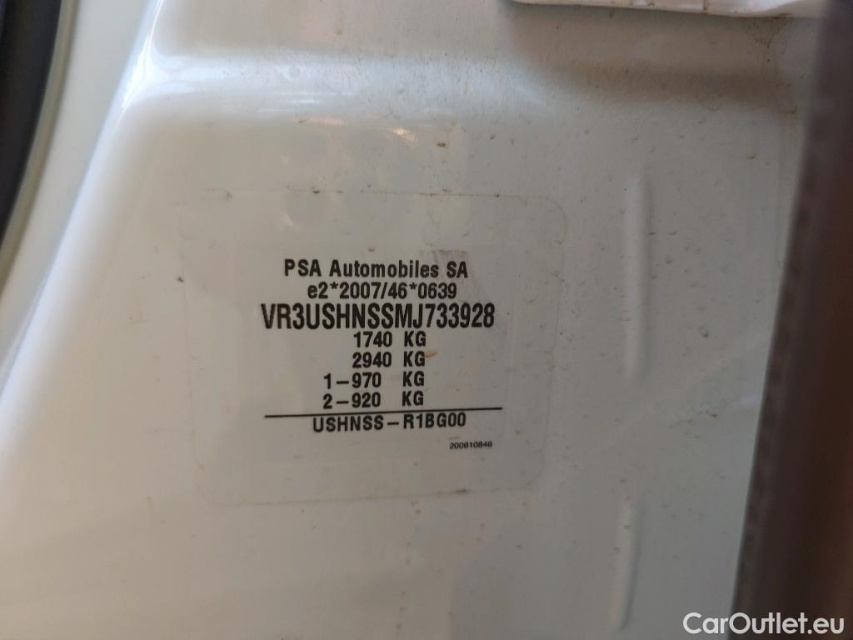 PSA Automobiles SA
e2*2007/46*0639
VR3USHNSSMJ733928
1740 KG
2940 KG
1-970 KG
2-920 KG
USHNSS-R1BG00
200610846
CarOutlet.eu